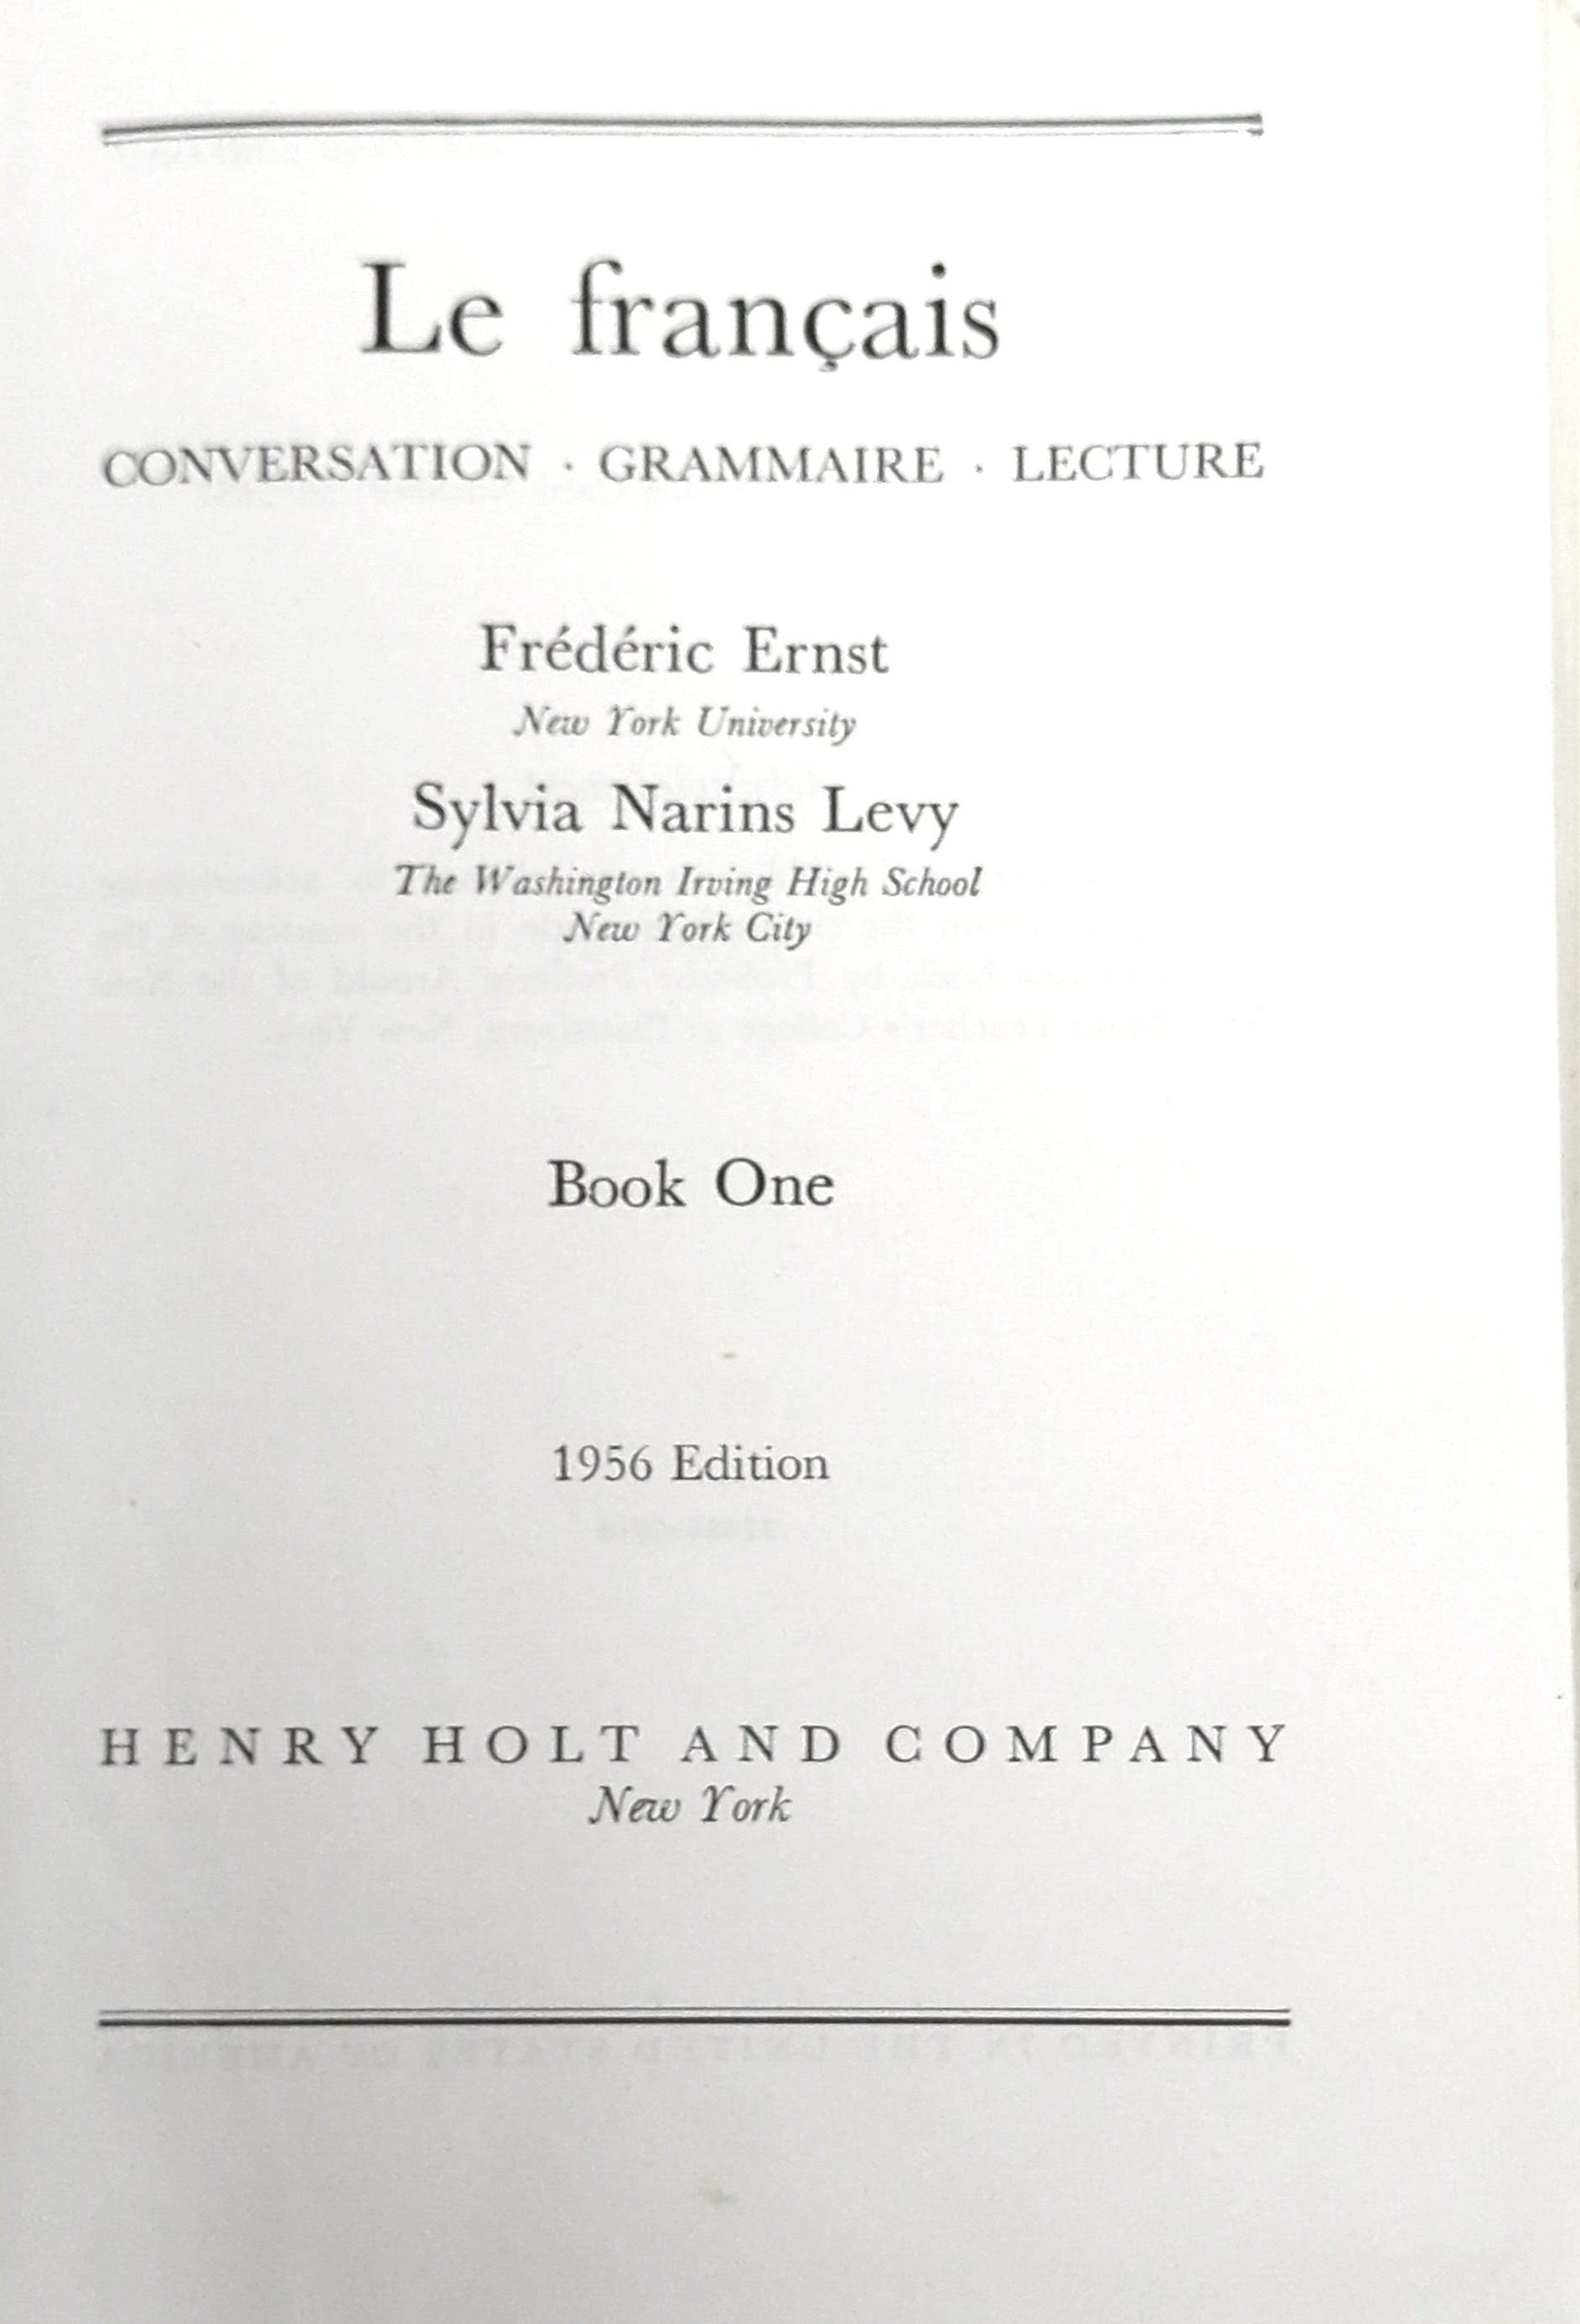 Le français
CONVERSATION · GRAMMAIRE · LECTURE
Frédéric Ernst
New York University
Sylvia Narins Levy
The Washington Irving High School
New York City
Book One
1956 Edition
HENRY HOLT AND COMPANY
New York